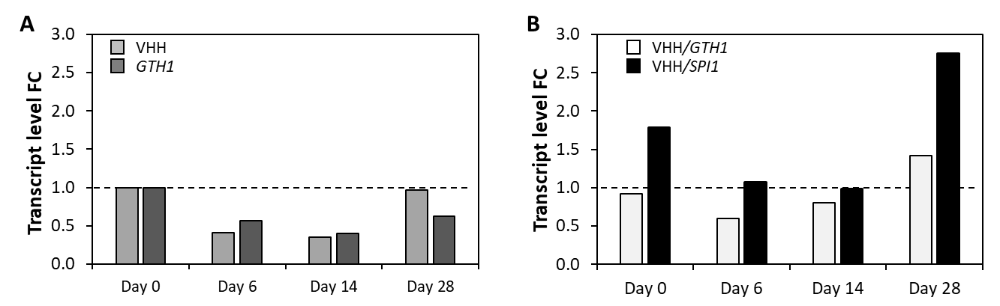 A
Transcript level FC
3.0
2.5
2.0
1.5
1.0
0.5
0.0
VHH
GTH1
Day 0 Day 6 Day 14 Day 28
B
Transcript level FC
3.0
2.5
2.0
1.5
1.0
0.5
0.0
VHH/GTH1
VHH/SPI1
Day 0 Day 6 Day 14 Day 28